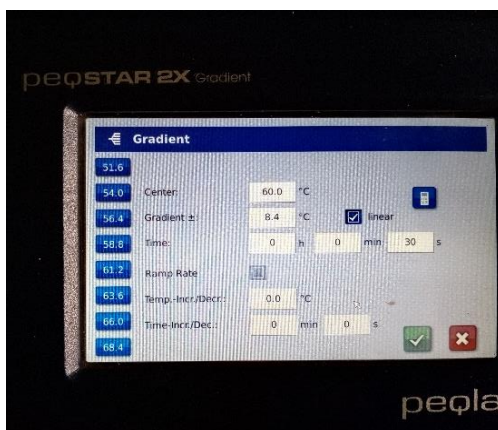 peqSTAR 2X Gradient
Gradient
51.6
54.0 Center: 60.0 °C
56.4 Gradient ±: 8.4 °C linear
58.8 Time: 0 h 0 min 30 s
61.2 Ramp Rate
63.6 Temp.-Incr./Decr.: 0.0 °C
66.0 Time-Incr./Dec.: 0 min 0 s
68.4
peqla